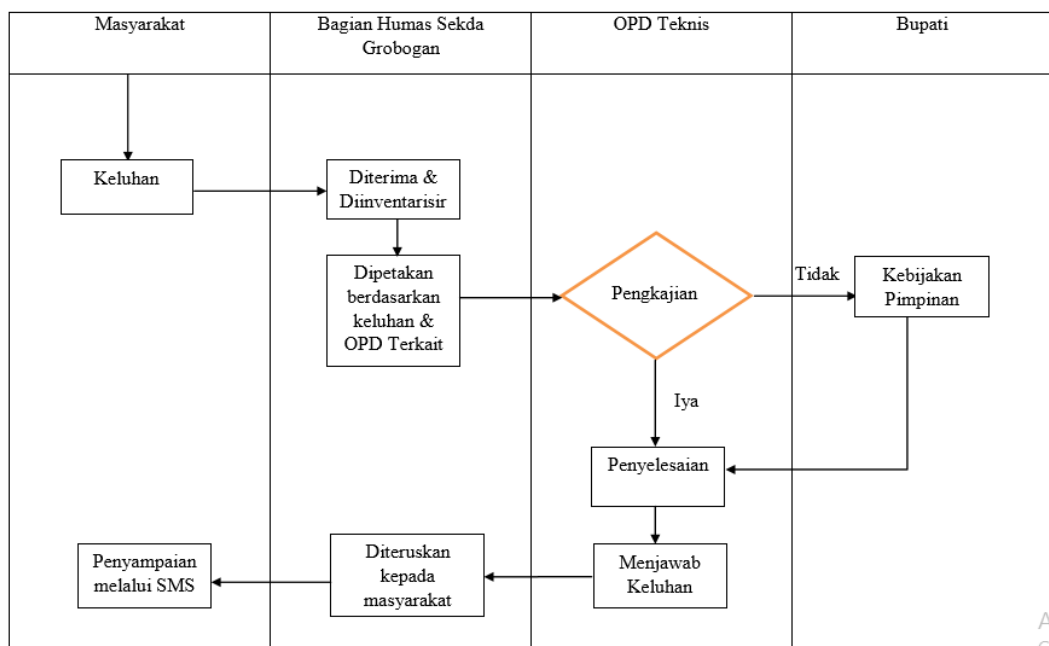 Masyarakat
Bagian Humas Sekda
Grobogan
OPD Teknis
Bupati
Keluhan
Diterima &
Diinventarisir
Dipetakan
berdasarkan
keluhan &
OPD Terkait
Pengkajian
Tidak
Kebijakan
Pimpinan
Iya
Penyelesaian
Menjawab
Keluhan
Diteruskan
kepada
masyarakat
Penyampaian
melalui SMS